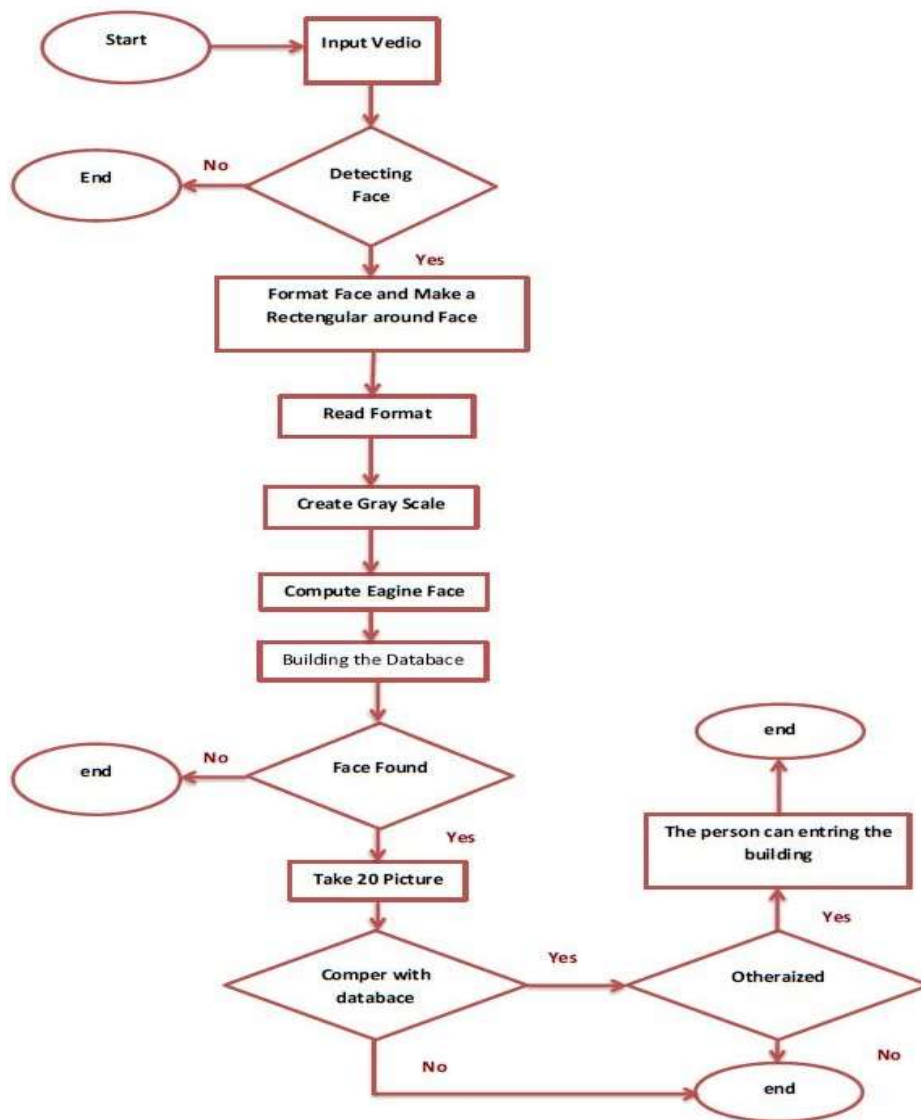 Start
Input Vedio
No
End
Detecting
Face
Yes
Format Face and Make a
Rectengular around Face
Read Format
Create Gray Scale
Compute Eagine Face
Building the Databace
end
No
Face Found
end
Yes
The person can entring the
building
Take 20 Picture
Yes
Comper with
databace
Yes
Otheraized
No
No
end